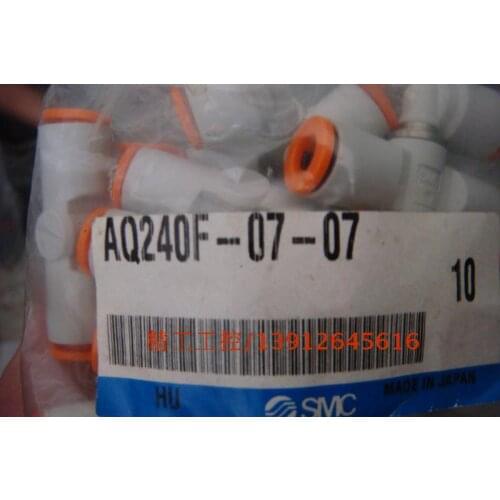 AQ240F-07-07
10
精工工控/13912645616
HU
SMC
MADE IN JAPAN